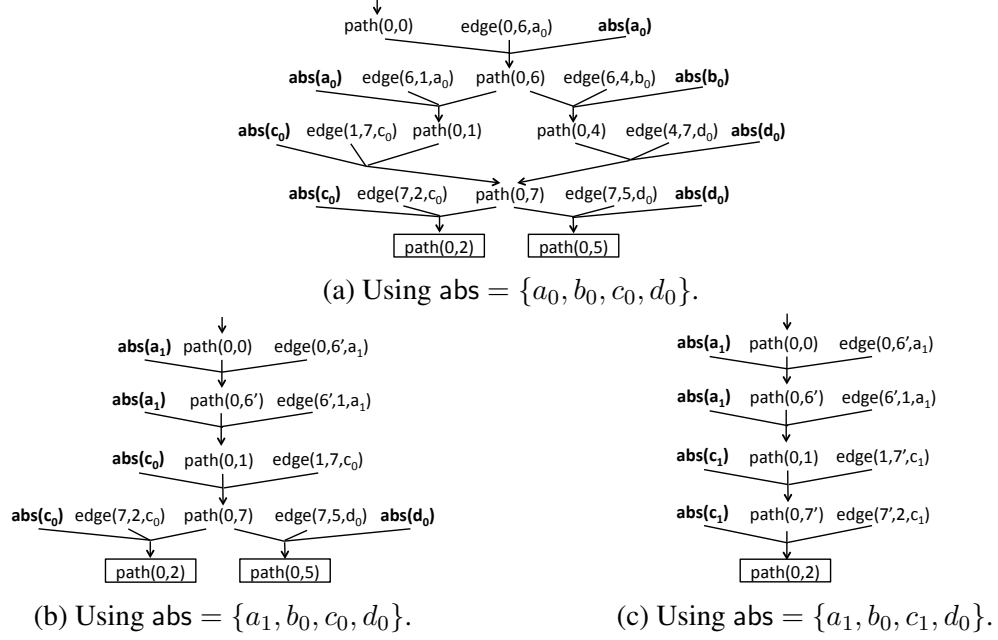 path(0,0) edge(0,6,a₀) abs(a₀)
abs(a₀) edge(6,1,a₀) path(0,6) edge(6,4,b₀) abs(b₀)
abs(c₀) edge(1,7,c₀) path(0,1) path(0,4) edge(4,7,d₀) abs(d₀)
abs(c₀) edge(7,2,c₀) path(0,7) edge(7,5,d₀) abs(d₀)
path(0,2) path(0,5)
(a) Using abs = {a₀, b₀, c₀, d₀}.
abs(a₁) path(0,0) edge(0,6’,a₁)
abs(a₁) path(0,6’) edge(6’,1,a₁)
abs(c₀) path(0,1) edge(1,7,c₀)
abs(c₀) edge(7,2,c₀) path(0,7) edge(7,5,d₀) abs(d₀)
path(0,2) path(0,5)
(b) Using abs = {a₁, b₀, c₀, d₀}.
abs(a₁) path(0,0) edge(0,6’,a₁)
abs(a₁) path(0,6’) edge(6’,1,a₁)
abs(c₁) path(0,1) edge(1,7’,c₁)
abs(c₁) path(0,7’) edge(7’,2,c₁)
path(0,2)
(c) Using abs = {a₁, b₀, c₁, d₀}.